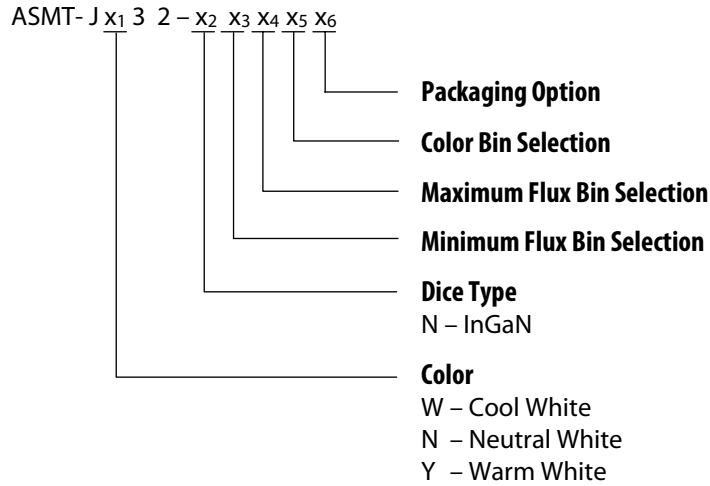 ASMT- J x1 3 2 – x2 x3 x4 x5 x6
Packaging Option
Color Bin Selection
Maximum Flux Bin Selection
Minimum Flux Bin Selection
Dice Type
N – InGaN
Color
W – Cool White
N – Neutral White
Y – Warm White